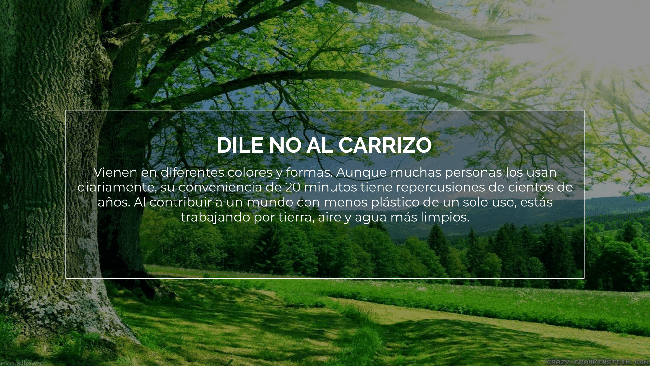 DILE NO AL CARRIZO
Vienen en diferentes colores y formas. Aunque muchas personas los usan
diariamente, su conveniencia de 20 minutos tiene repercusiones de cientos de
años. Al contribuir a un mundo con menos plástico de un solo uso, estás
trabajando por tierra, aire y agua más limpios.